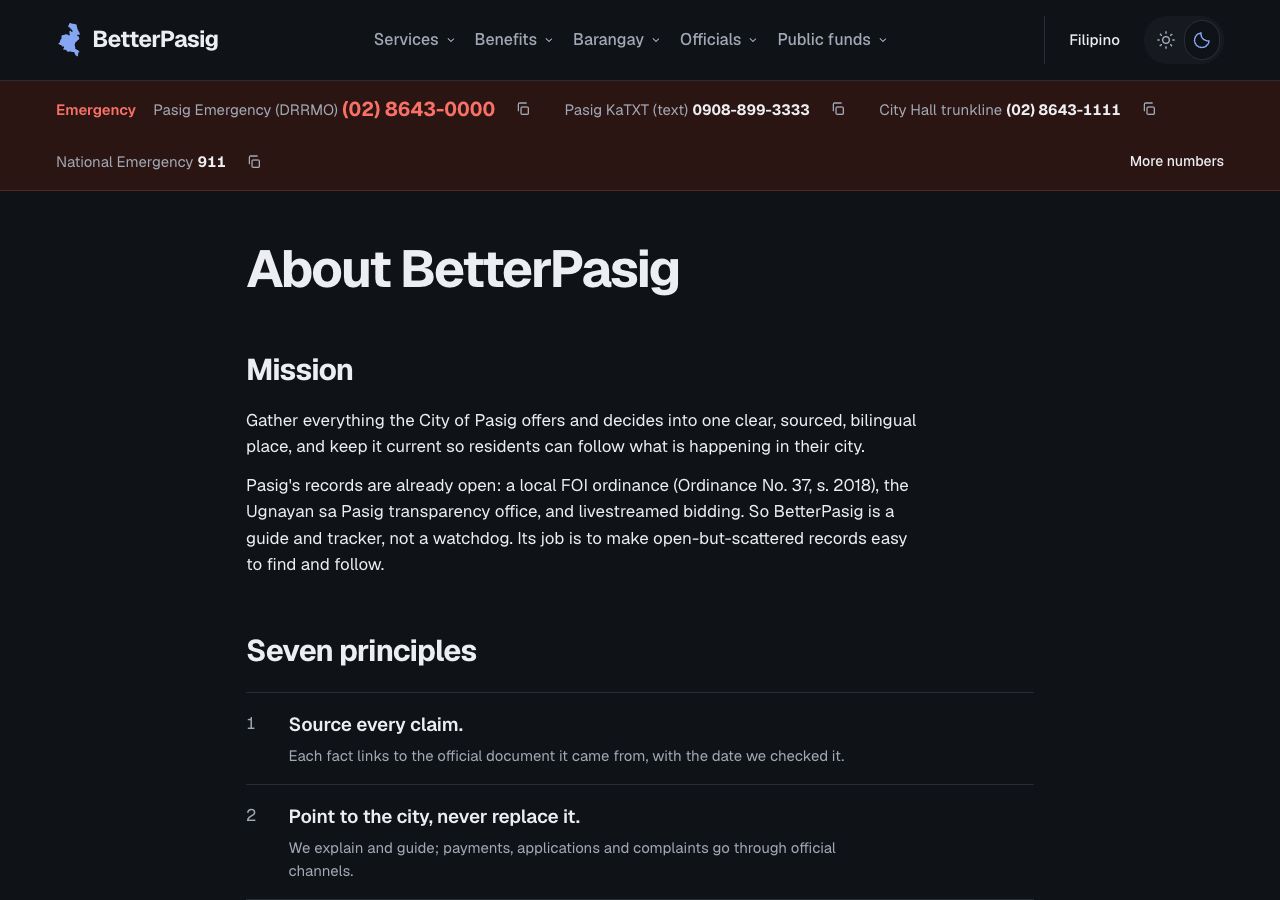 BetterPasig
Services Benefits Barangay Officials Public funds
Filipino
Emergency Pasig Emergency (DRRMO) (02) 8643-0000 Pasig KaTXT (text) 0908-899-3333 City Hall trunkline (02) 8643-1111
National Emergency 911 More numbers
About BetterPasig
Mission
Gather everything the City of Pasig offers and decides into one clear, sourced, bilingual
place, and keep it current so residents can follow what is happening in their city.
Pasig's records are already open: a local FOI ordinance (Ordinance No. 37, s. 2018), the
Ugnayan sa Pasig transparency office, and livestreamed bidding. So BetterPasig is a
guide and tracker, not a watchdog. Its job is to make open-but-scattered records easy
to find and follow.
Seven principles
1 Source every claim.
Each fact links to the official document it came from, with the date we checked it.
2 Point to the city, never replace it.
We explain and guide; payments, applications and complaints go through official
channels.